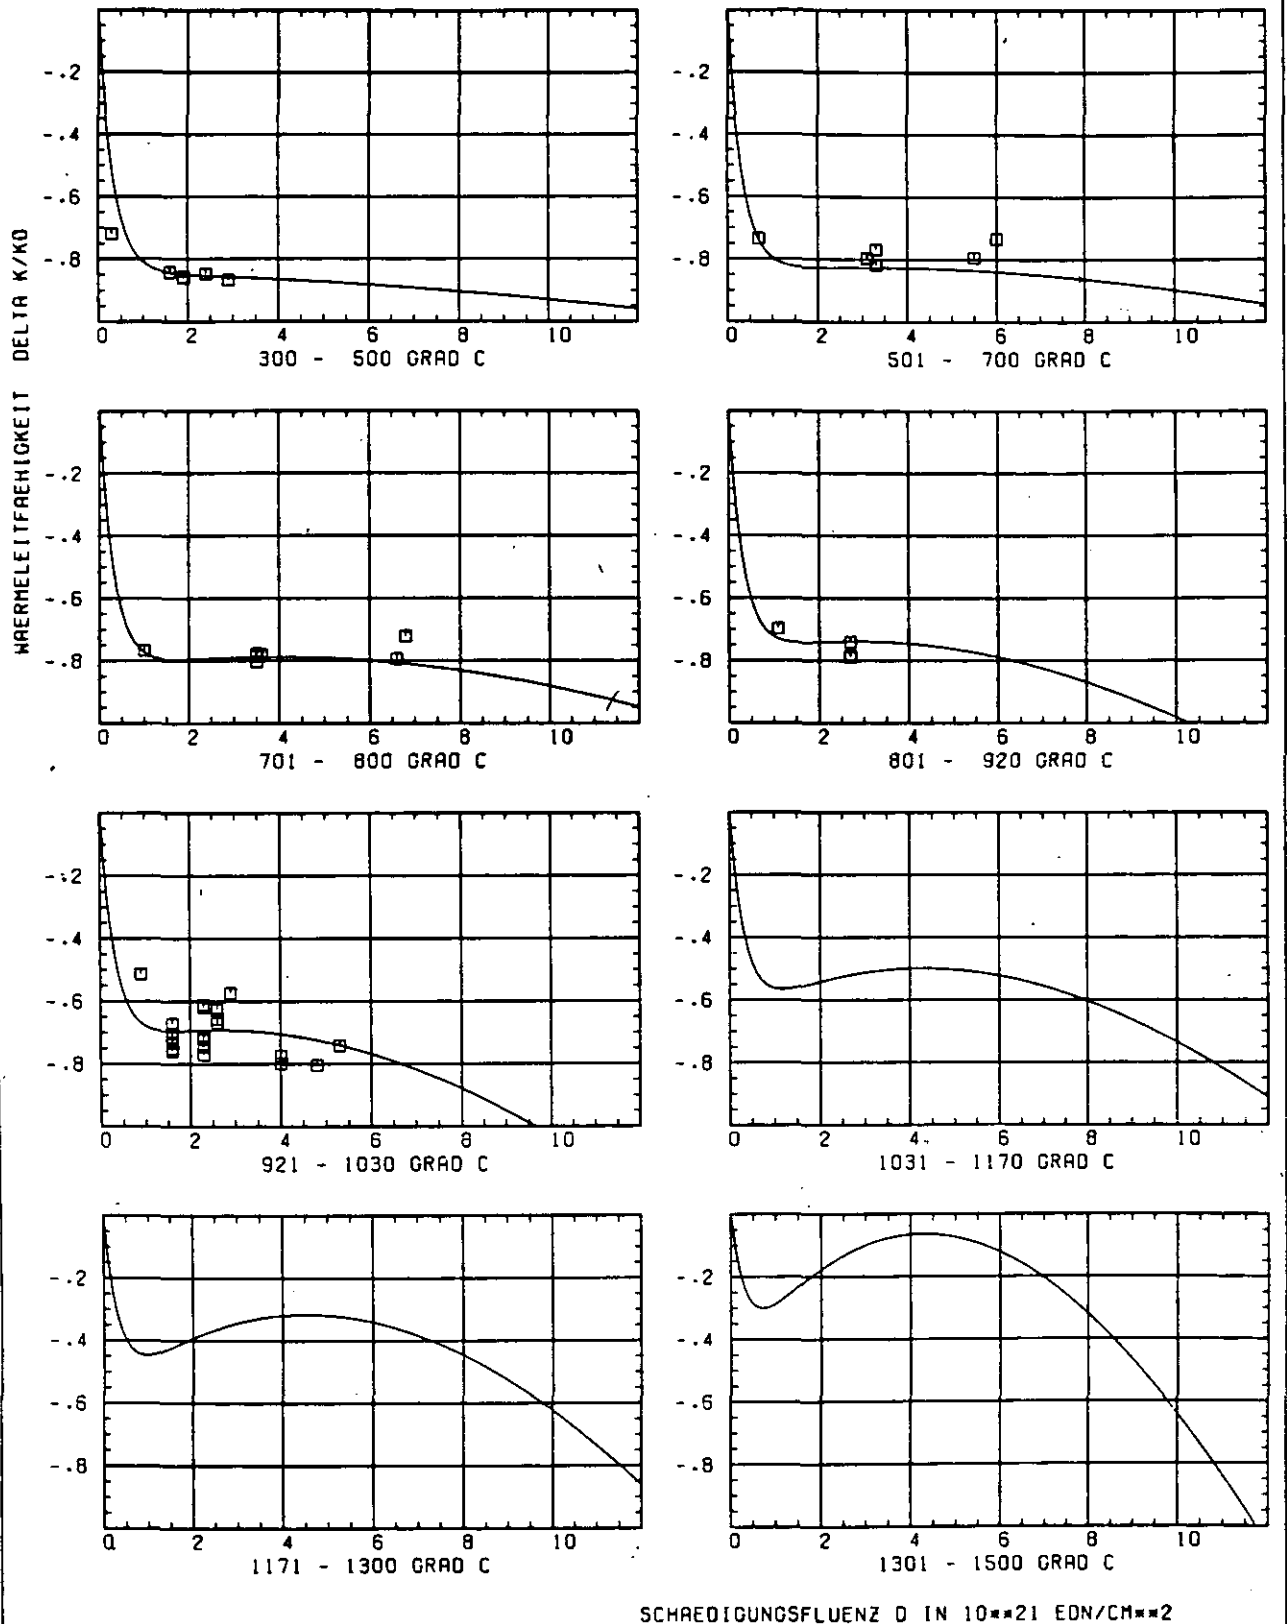 WAERMELEITFAEHIGKEIT DELTA K/K0
-.2
-.4
-.6
-.8
0 2 4 6 8 10
300 - 500 GRAD C
-.2
-.4
-.6
-.8
0 2 4 6 8 10
501 - 700 GRAD C
-.2
-.4
-.6
-.8
0 2 4 6 8 10
701 - 800 GRAD C
-.2
-.4
-.6
-.8
0 2 4 6 8 10
801 - 920 GRAD C
-.2
-.4
-.6
-.8
0 2 4 6 8 10
921 - 1030 GRAD C
-.2
-.4
-.6
-.8
0 2 4 6 8 10
1031 - 1170 GRAD C
-.2
-.4
-.6
-.8
0 2 4 6 8 10
1171 - 1300 GRAD C
-.2
-.4
-.6
-.8
0 2 4 6 8 10
1301 - 1500 GRAD C
SCHAEDIGUNGSFLUENZ D IN 10**21 EDN/CM**2